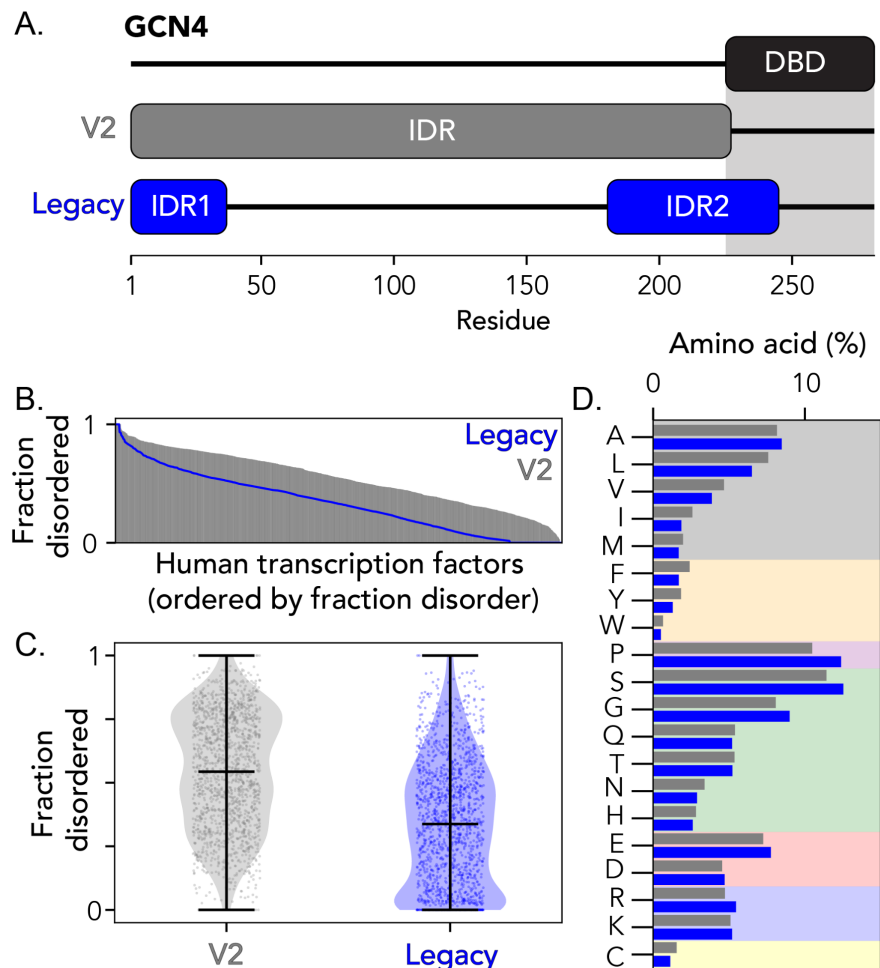 A.
GCN4
DBD
V2
IDR
Legacy
IDR1
IDR2
1 50 100 150 200 250
Residue
B.
Fraction
disordered
1
0
Legacy
V2
Human transcription factors
(ordered by fraction disorder)
C.
Fraction
disordered
1
0
V2
Legacy
D.
Amino acid (%)
0 10
A
L
V
I
M
F
Y
W
P
S
G
Q
T
N
H
E
D
R
K
C